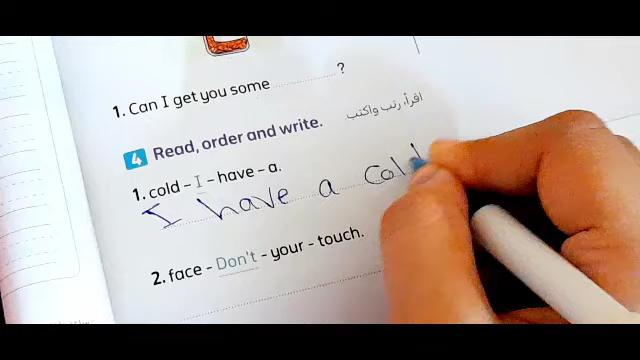 1. Can I get you some ............ ?
4 Read, order and write. اقرأ، رتب واكتب
1. cold - I - have - a.
I have a cold
2. face - Don't - your - touch.